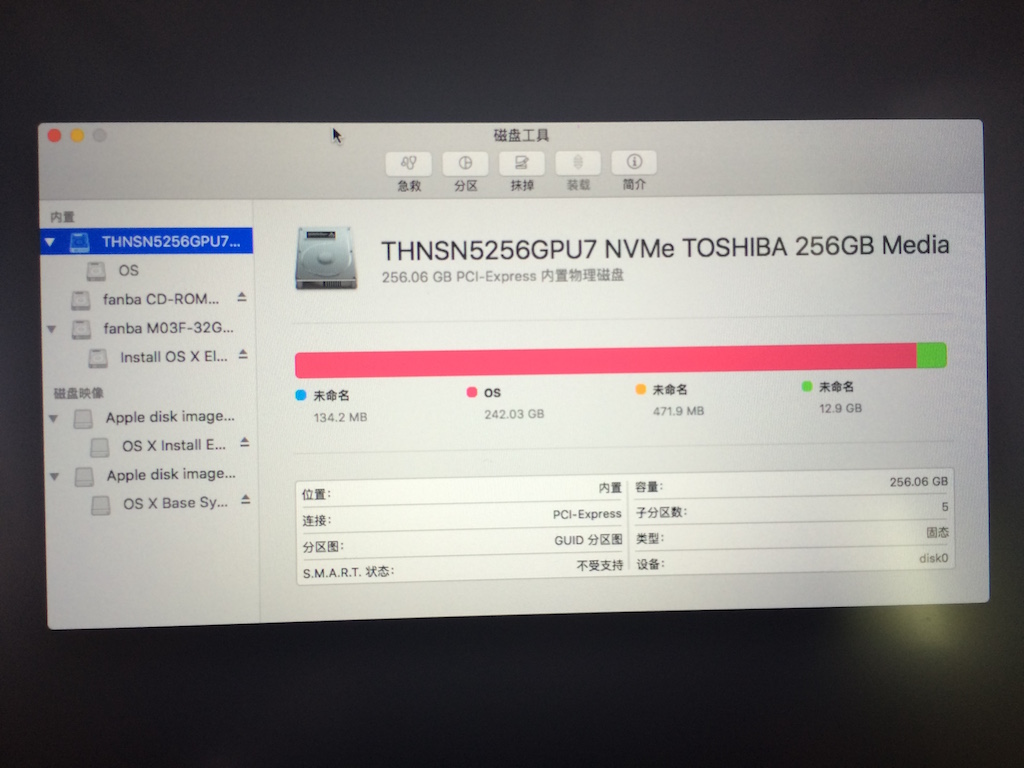 磁盘工具
急救 分区 抹掉 装载 简介
内置
THNSN5256GPU7...
OS
fanba CD-ROM...
fanba M03F-32G...
Install OS X El...
磁盘映像
Apple disk image...
OS X Install E...
Apple disk image...
OS X Base Sy...
THNSN5256GPU7 NVMe TOSHIBA 256GB Media
256.06 GB PCI-Express 内置物理磁盘
未命名 OS 未命名 未命名
134.2 MB 242.03 GB 471.9 MB 12.9 GB
位置: 内置 容量: 256.06 GB
连接: PCI-Express 子分区数: 5
分区图: GUID 分区图 类型: 固态
S.M.A.R.T. 状态: 不受支持 设备: disk0